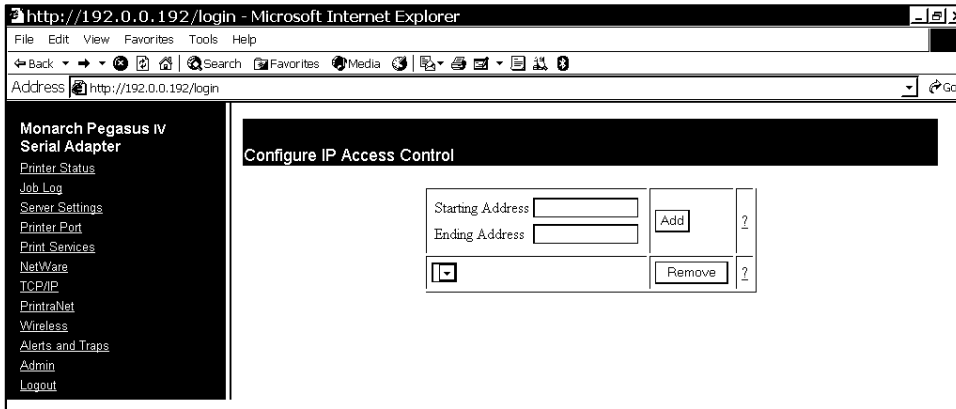 http://192.0.0.192/login - Microsoft Internet Explorer
File Edit View Favorites Tools Help
Back Search Favorites Media
Address http://192.0.0.192/login Go
Monarch Pegasus IV
Serial Adapter
Printer Status
Job Log
Server Settings
Printer Port
Print Services
NetWare
TCP/IP
PrintraNet
Wireless
Alerts and Traps
Admin
Logout
Configure IP Access Control
Starting Address
Ending Address
Add ?
Remove ?